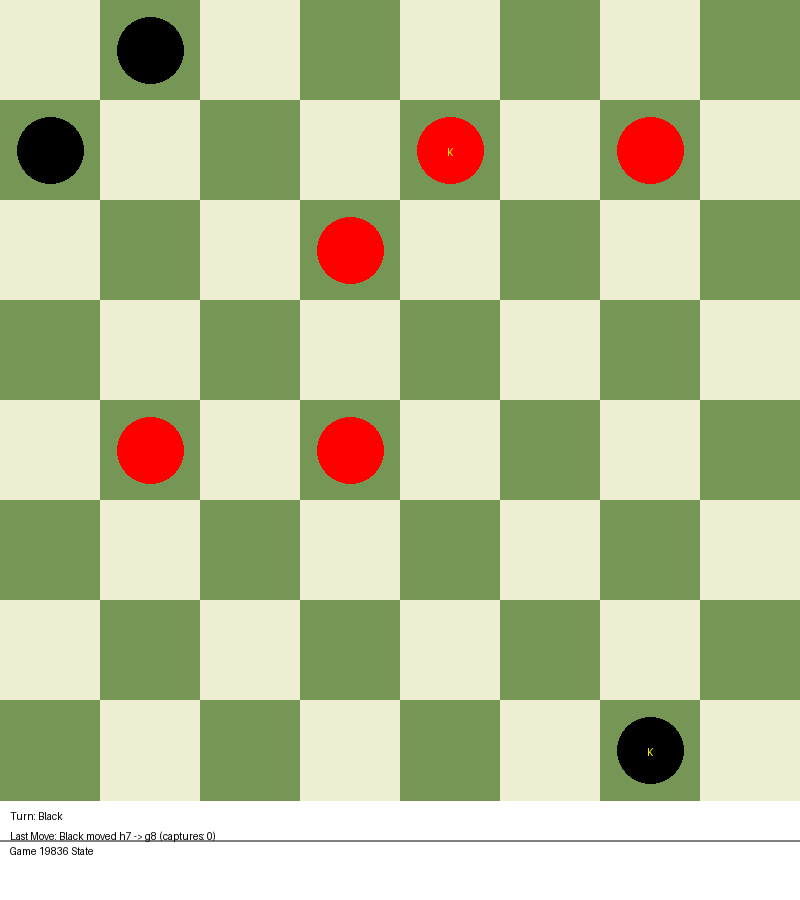 K
K
Turn: Black
Last Move: Black moved h7 -> g8 (captures: 0)
Game 19836 State